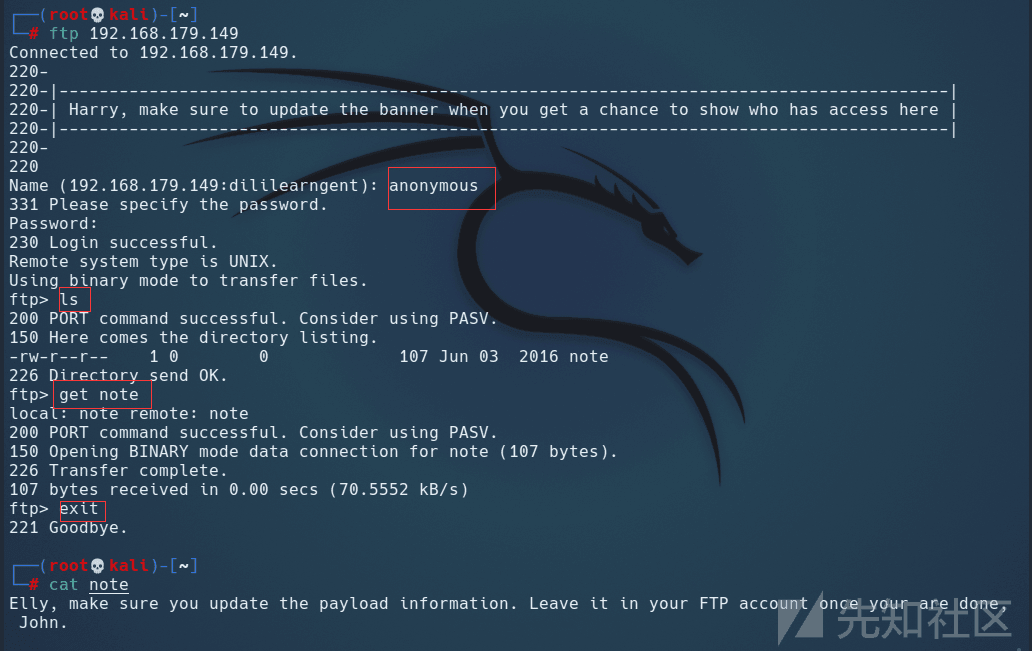 ┌──(root💀kali)-[~]
└─# ftp 192.168.179.149
Connected to 192.168.179.149.
220-
220-|-----------------------------------------------------------------------------------------|
220-| Harry, make sure to update the banner when you get a chance to show who has access here |
220-|-----------------------------------------------------------------------------------------|
220-
220
Name (192.168.179.149:dililearngent): anonymous
331 Please specify the password.
Password:
230 Login successful.
Remote system type is UNIX.
Using binary mode to transfer files.
ftp> ls
200 PORT command successful. Consider using PASV.
150 Here comes the directory listing.
-rw-r--r--    1 0        0             107 Jun 03  2016 note
226 Directory send OK.
ftp> get note
local: note remote: note
200 PORT command successful. Consider using PASV.
150 Opening BINARY mode data connection for note (107 bytes).
226 Transfer complete.
107 bytes received in 0.00 secs (70.5552 kB/s)
ftp> exit
221 Goodbye.
┌──(root💀kali)-[~]
└─# cat note
Elly, make sure you update the payload information. Leave it in your FTP account once your are done,
 John.
先知社区